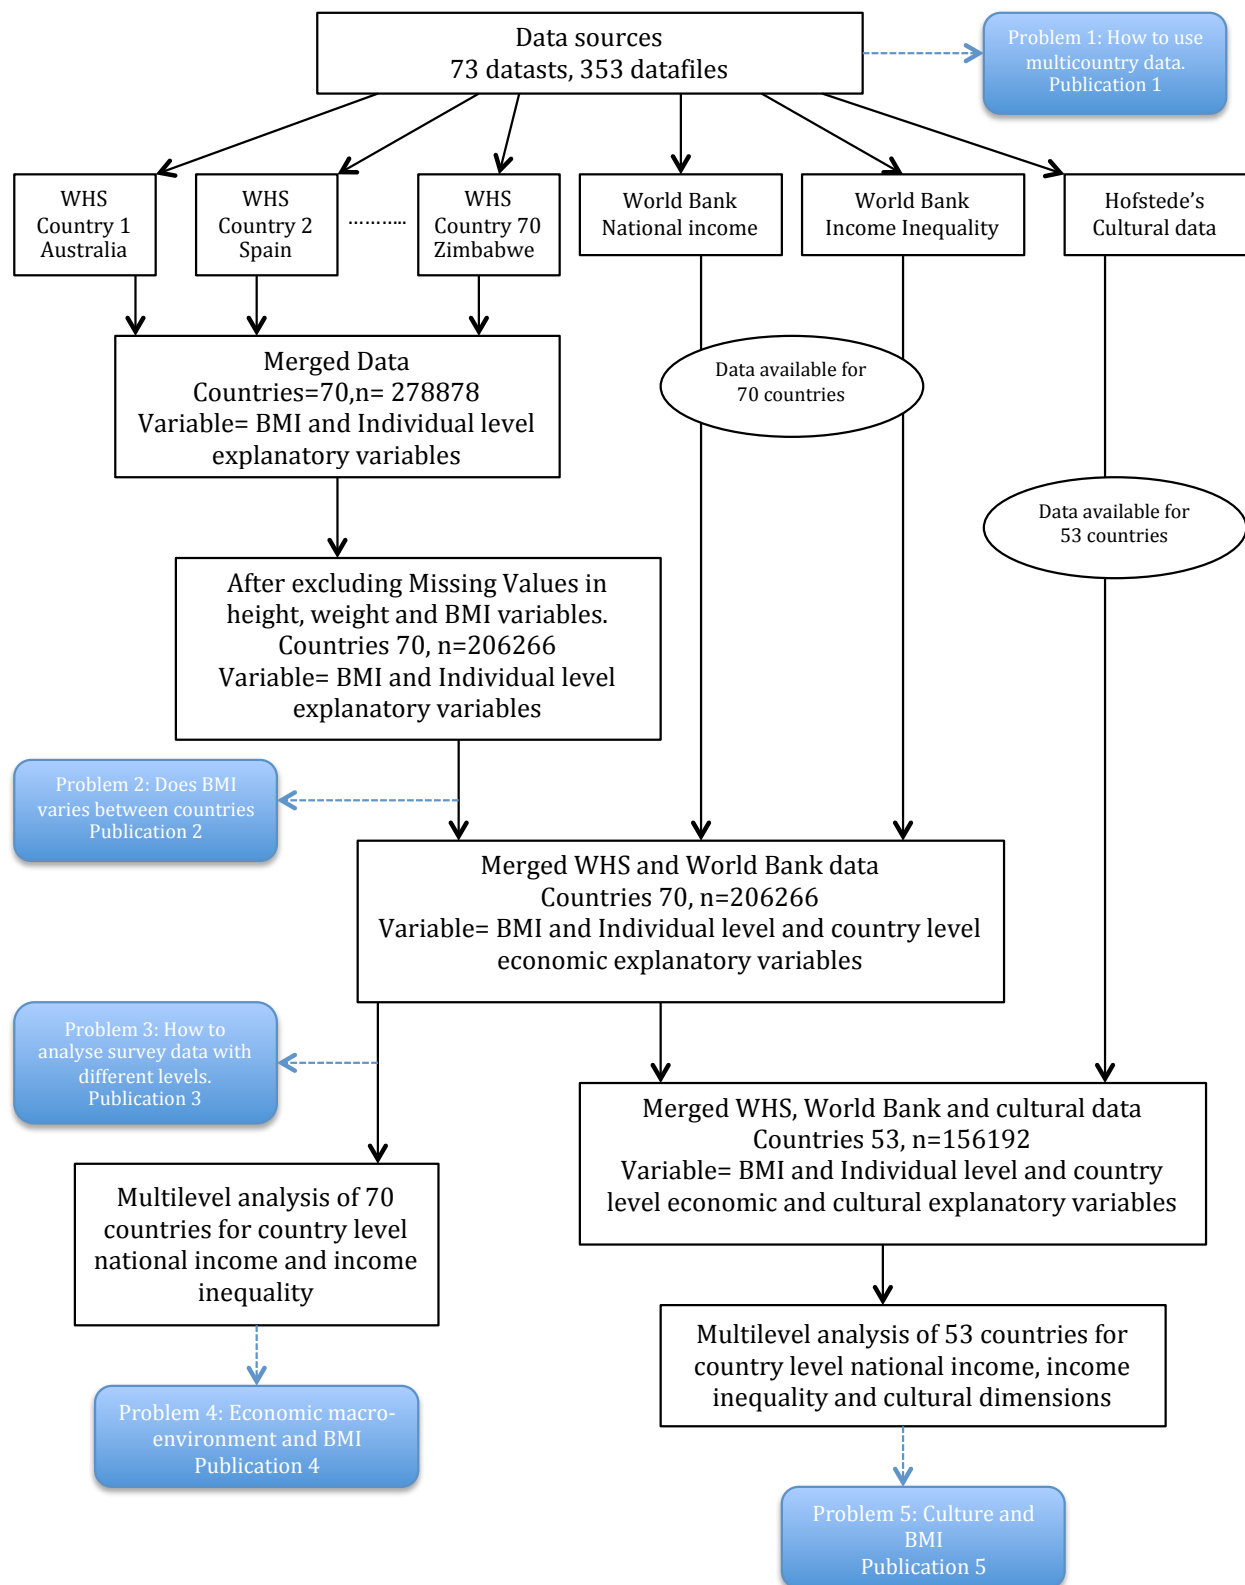 Data sources
73 datasts, 353 datafiles
Problem 1: How to use
multicountry data.
Publication 1
WHS
Country 1
Australia
WHS
Country 2
Spain
...........
WHS
Country 70
Zimbabwe
World Bank
National income
World Bank
Income Inequality
Hofstede’s
Cultural data
Merged Data
Countries=70,n= 278878
Variable= BMI and Individual level
explanatory variables
Data available for
70 countries
Data available for
53 countries
After excluding Missing Values in
height, weight and BMI variables.
Countries 70, n=206266
Variable= BMI and Individual level
explanatory variables
Problem 2: Does BMI
varies between countries
Publication 2
Merged WHS and World Bank data
Countries 70, n=206266
Variable= BMI and Individual level and country level
economic explanatory variables
Problem 3: How to
analyse survey data with
different levels.
Publication 3
Merged WHS, World Bank and cultural data
Countries 53, n=156192
Variable= BMI and Individual level and country
level economic and cultural explanatory variables
Multilevel analysis of 70
countries for country level
national income and income
inequality
Multilevel analysis of 53 countries for
country level national income, income
inequality and cultural dimensions
Problem 4: Economic macro-
environment and BMI
Publication 4
Problem 5: Culture and
BMI
Publication 5